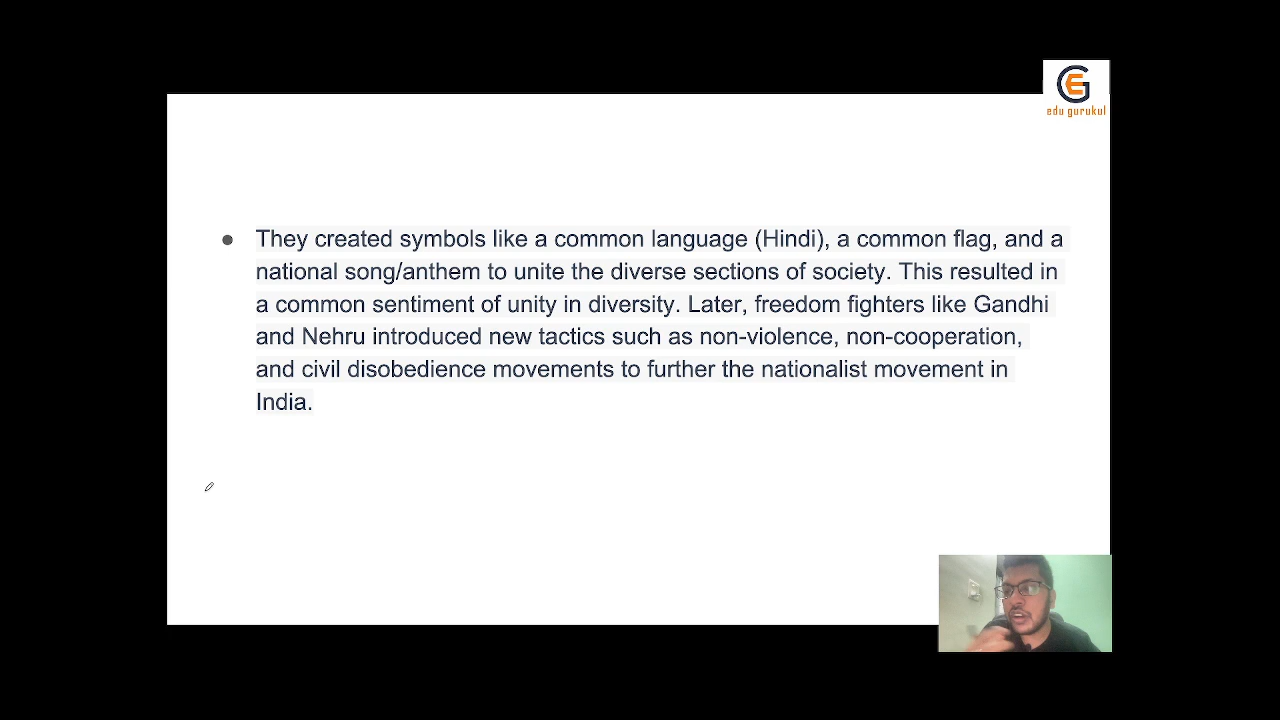 edu gurukul
They created symbols like a common language (Hindi), a common flag, and a
national song/anthem to unite the diverse sections of society. This resulted in
a common sentiment of unity in diversity. Later, freedom fighters like Gandhi
and Nehru introduced new tactics such as non-violence, non-cooperation,
and civil disobedience movements to further the nationalist movement in
India.